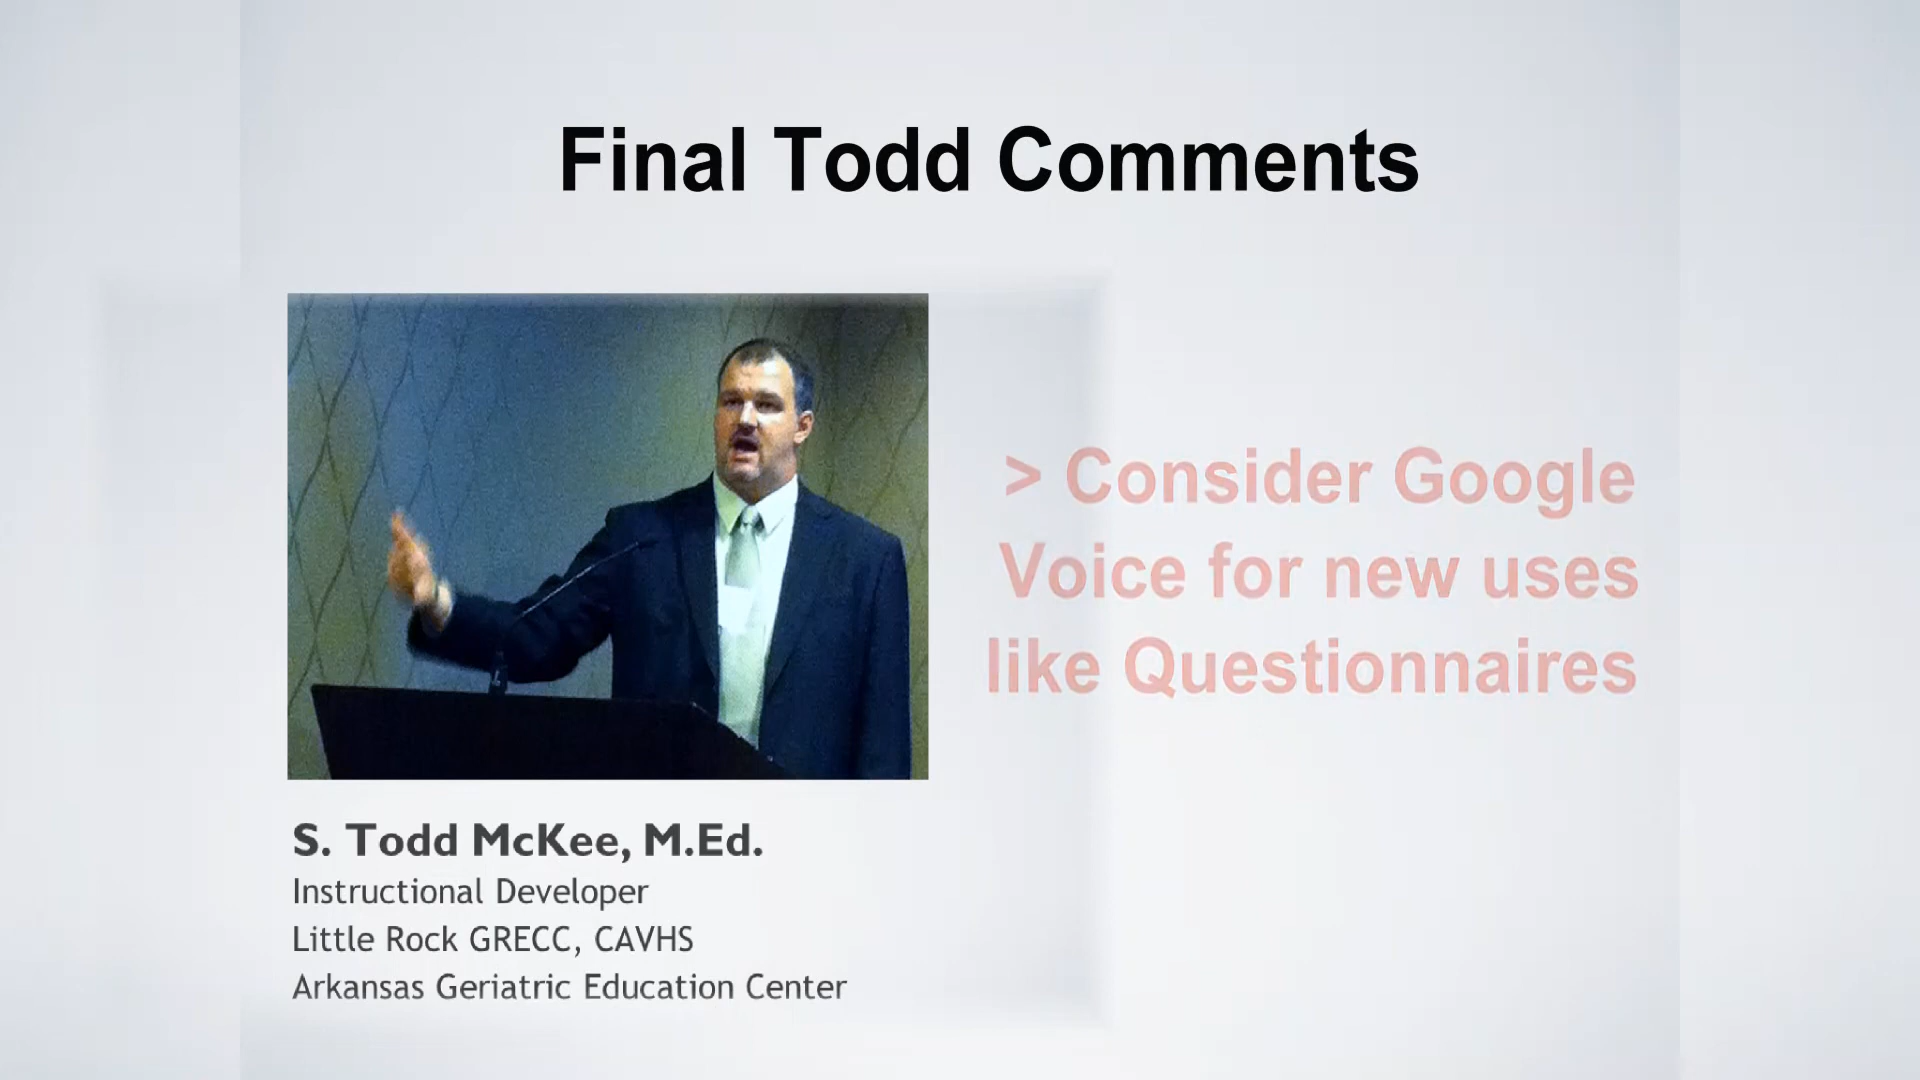 Final Todd Comments
> Consider Google
Voice for new uses
like Questionnaires
S. Todd McKee, M.Ed.
Instructional Developer
Little Rock GRECC, CAVHS
Arkansas Geriatric Education Center